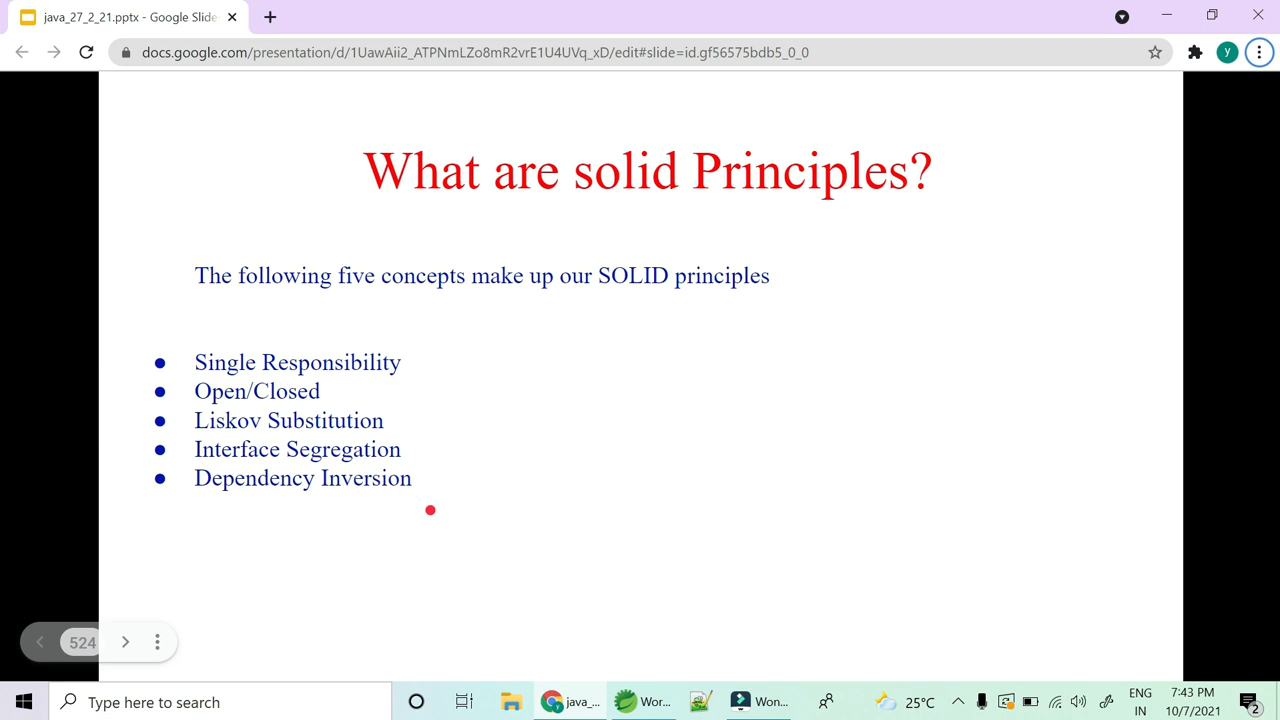 java_27_2_21.pptx - Google Slide
docs.google.com/presentation/d/1UawAii2_ATPNmLZo8mR2vrE1U4UVq_xD/edit#slide=id.gf56575bdb5_0_0
y
What are solid Principles?
The following five concepts make up our SOLID principles
● Single Responsibility
● Open/Closed
● Liskov Substitution
● Interface Segregation
● Dependency Inversion
524
Type here to search
java_...
Wor...
Won...
25°C
ENG
IN
7:43 PM
10/7/2021
2